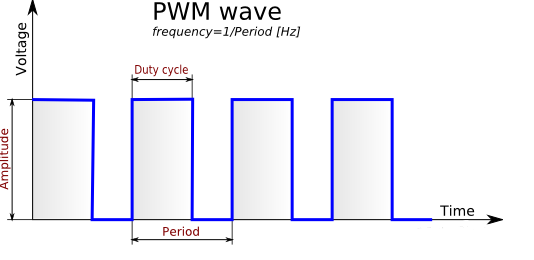 PWM wave
frequency=1/Period [Hz]
Voltage
Duty cycle
Amplitude
Time
Period